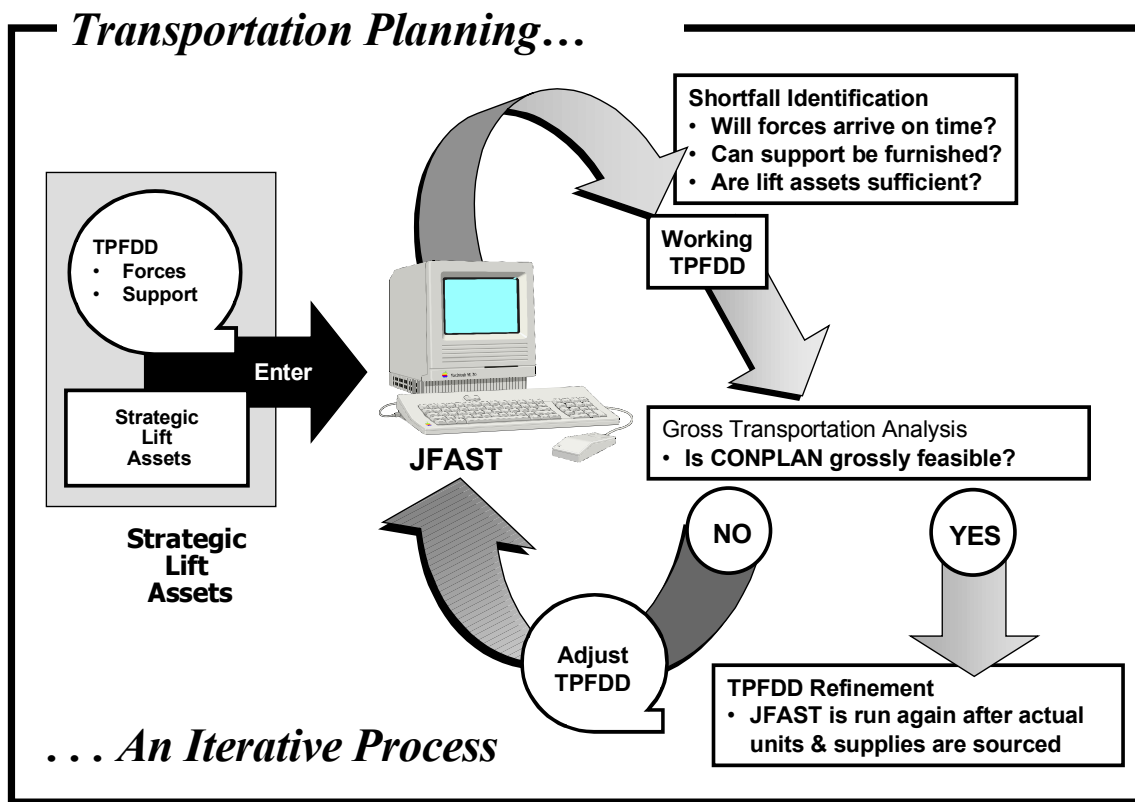 Transportation Planning…
Shortfall Identification
• Will forces arrive on time?
• Can support be furnished?
• Are lift assets sufficient?
Working
TPFDD
TPFDD
• Forces
• Support
Enter
Strategic
Lift
Assets
JFAST
Strategic
Lift
Assets
Gross Transportation Analysis
• Is CONPLAN grossly feasible?
NO
YES
Adjust
TPFDD
TPFDD Refinement
• JFAST is run again after actual
units & supplies are sourced
. . . An Iterative Process